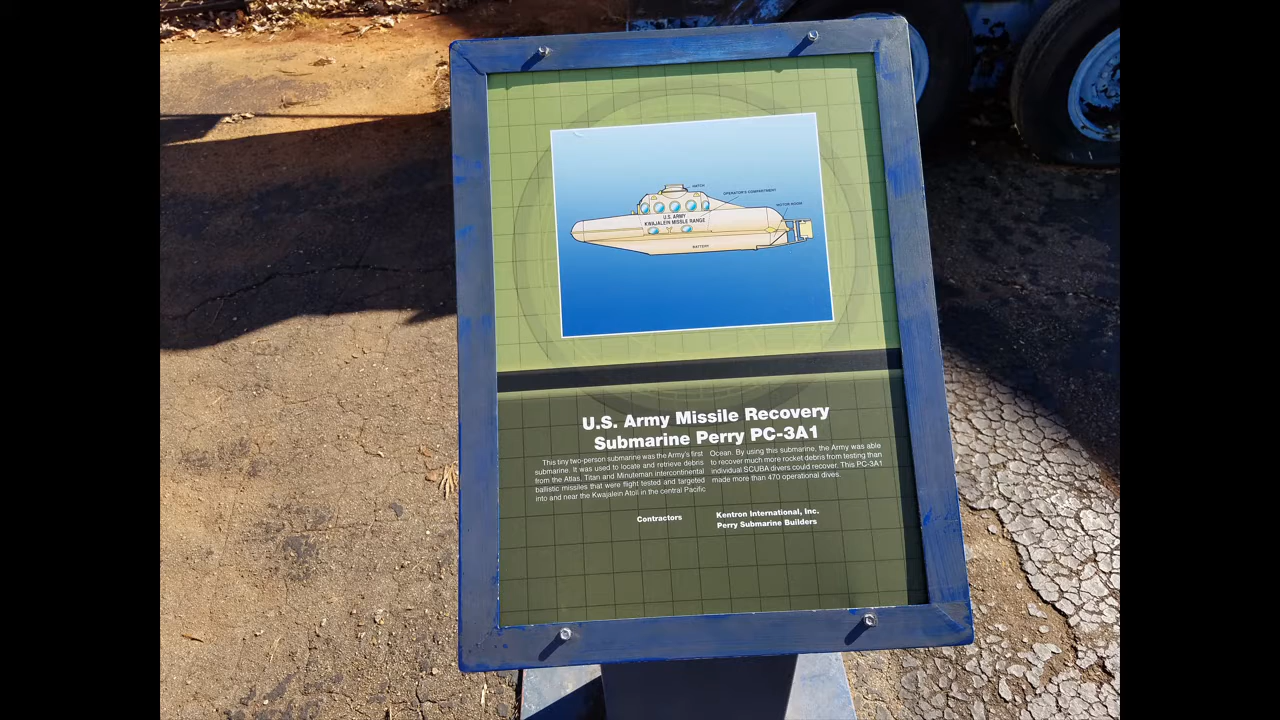 HATCH
OPERATOR'S COMPARTMENT
MOTOR-60GPM
U.S. ARMY
KWAJALEIN MISSLE RANGE
BATTERY
U.S. Army Missile Recovery
Submarine Perry PC-3A1
This tiny two-person submarine was the Army's first
submarine. It was used to locate and retrieve debris
from the Atlas, Titan and Minuteman intercontinental
ballistic missiles that were flight tested and targeted
into and near the Kwajalein Atoll in the central Pacific
Ocean. By using this submarine, the Army was able
to recover much more rocket debris from testing than
individual SCUBA divers could recover. This PC-3A1
made more than 470 operational dives.
Contractors
Kentron International, Inc.
Perry Submarine Builders